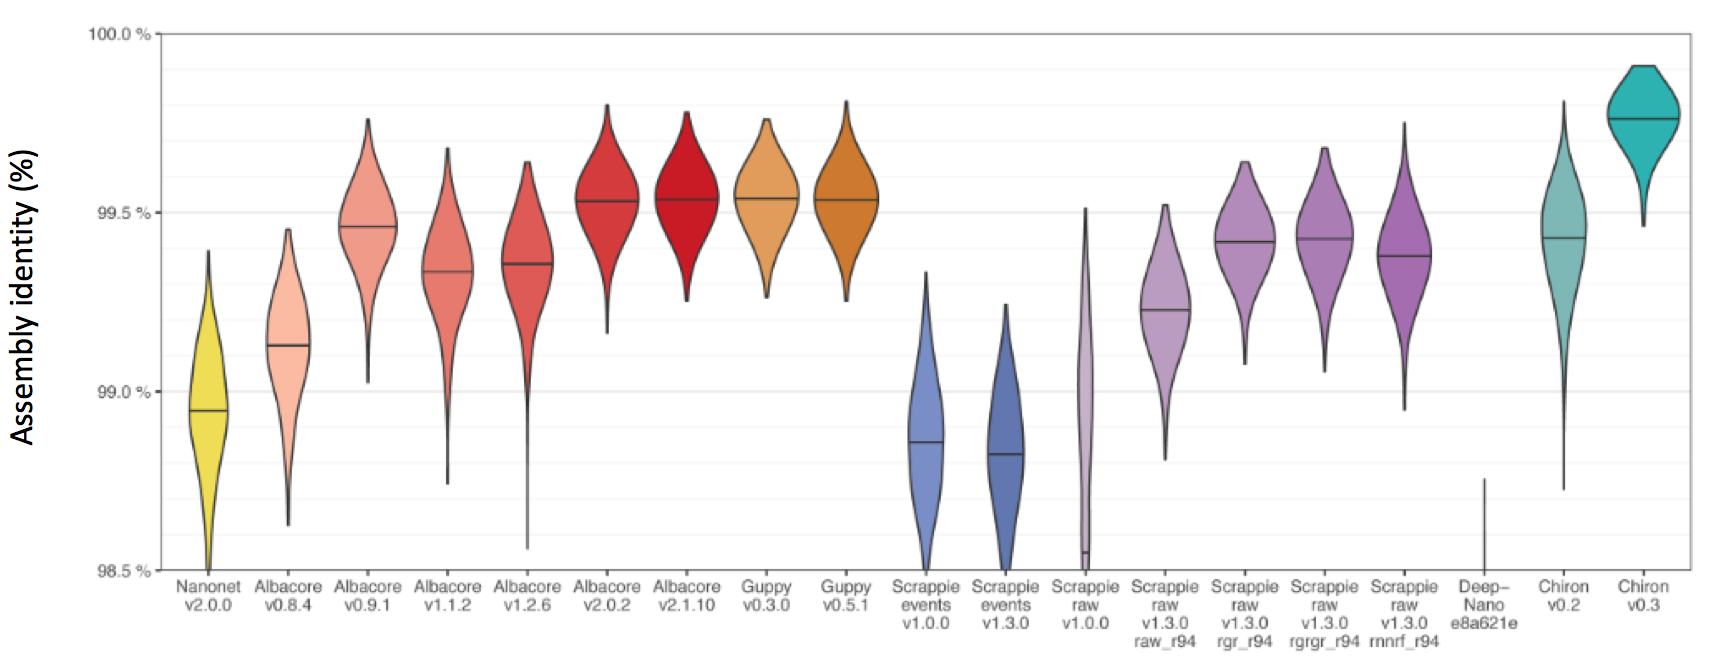 Assembly identity (%)
100.0 %
99.5 %
99.0 %
98.5 %
Nanonet
v2.0.0
Albacore
v0.8.4
Albacore
v0.9.1
Albacore
v1.1.2
Albacore
v1.2.6
Albacore
v2.0.2
Albacore
v2.1.10
Guppy
v0.3.0
Guppy
v0.5.1
Scrappie
events
v1.0.0
Scrappie
events
v1.3.0
Scrappie
raw
v1.0.0
Scrappie
raw
v1.3.0
raw_r94
Scrappie
raw
v1.3.0
rgr_r94
Scrappie
raw
v1.3.0
rgrgr_r94
Scrappie
raw
v1.3.0
rnnrf_r94
Deep–
Nano
e8a621e
Chiron
v0.2
Chiron
v0.3